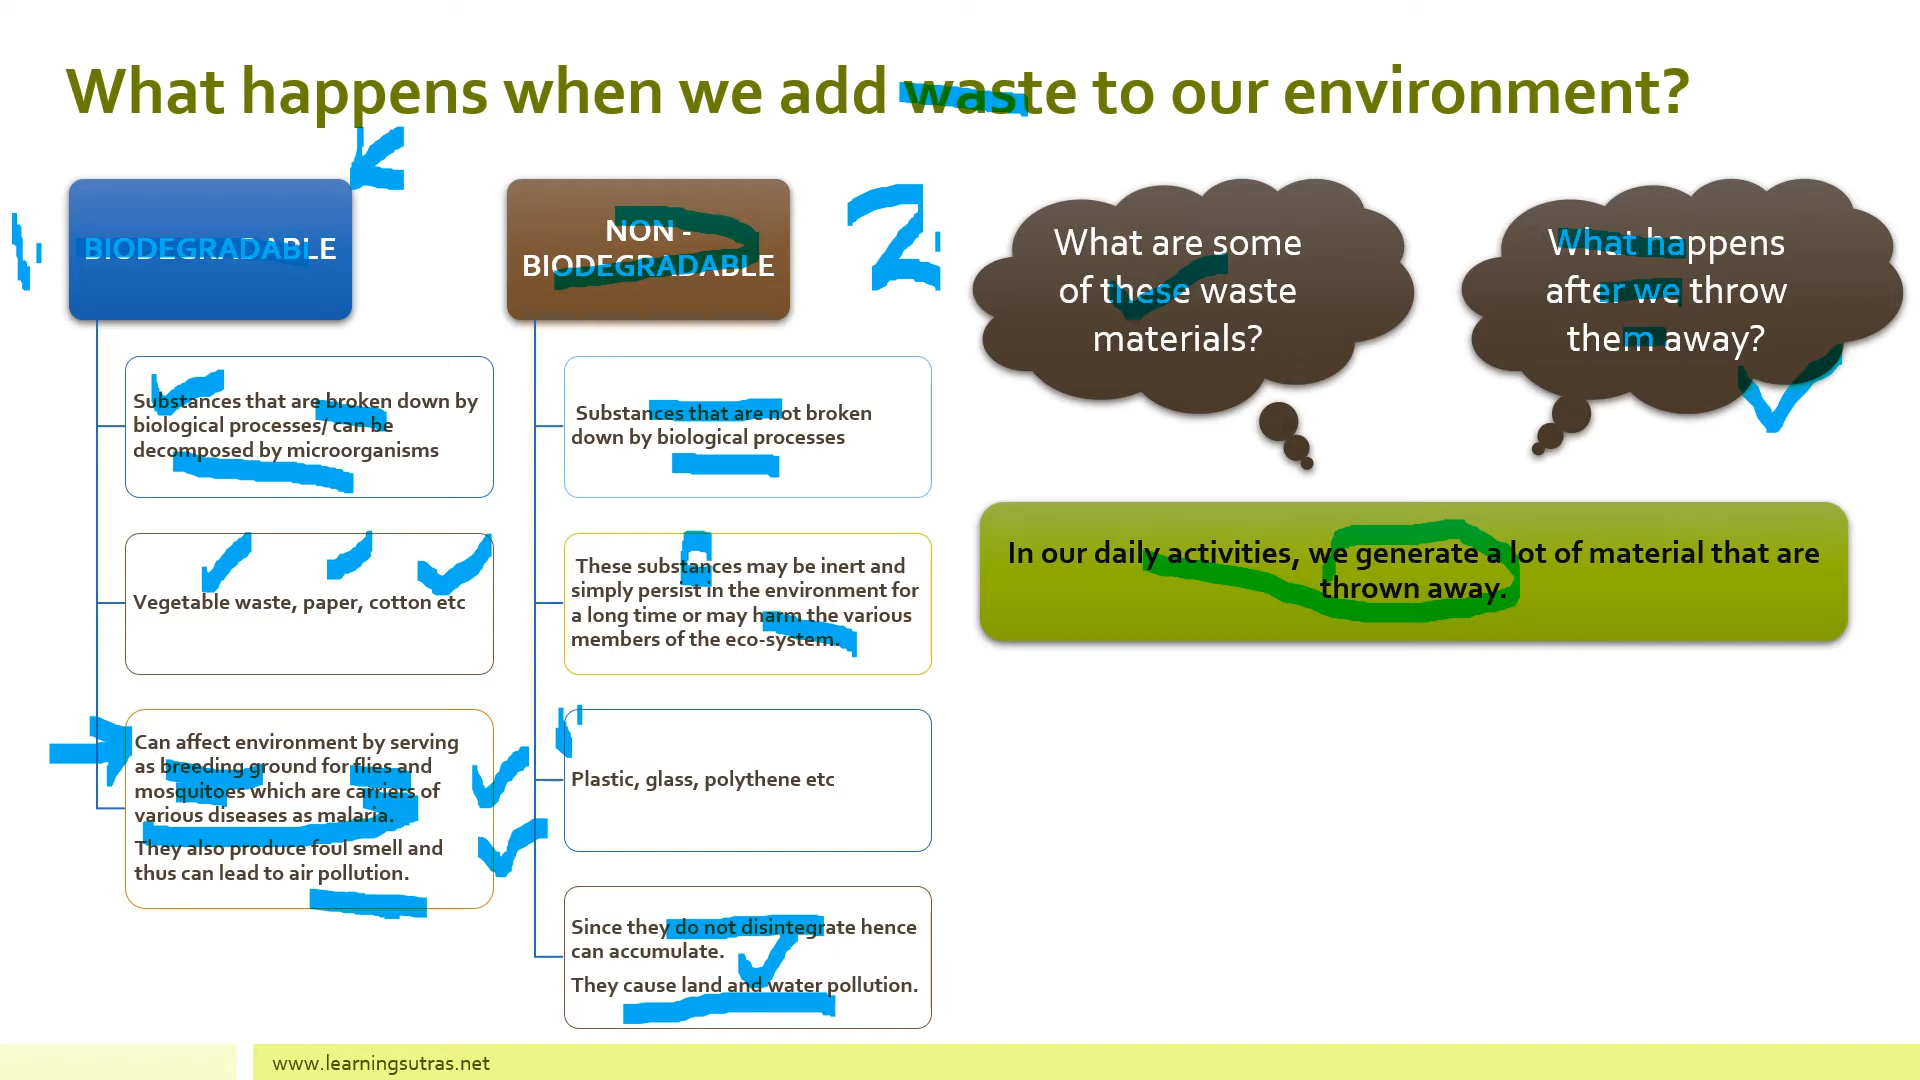 What happens when we add waste to our environment?
BIODEGRADABLE
Substances that are broken down by
biological processes/ can be
decomposed by microorganisms
Vegetable waste, paper, cotton etc
Can affect environment by serving
as breeding ground for flies and
mosquitoes which are carriers of
various diseases as malaria.
They also produce foul smell and
thus can lead to air pollution.
NON -
BIODEGRADABLE
2
Substances that are not broken
down by biological processes
These substances may be inert and
simply persist in the environment for
a long time or may harm the various
members of the eco-system.
Plastic, glass, polythene etc
Since they do not disintegrate hence
can accumulate.
They cause land and water pollution.
What are some
of these waste
materials?
What happens
after we throw
them away?
In our daily activities, we generate a lot of material that are
thrown away.
www.learningsutras.net